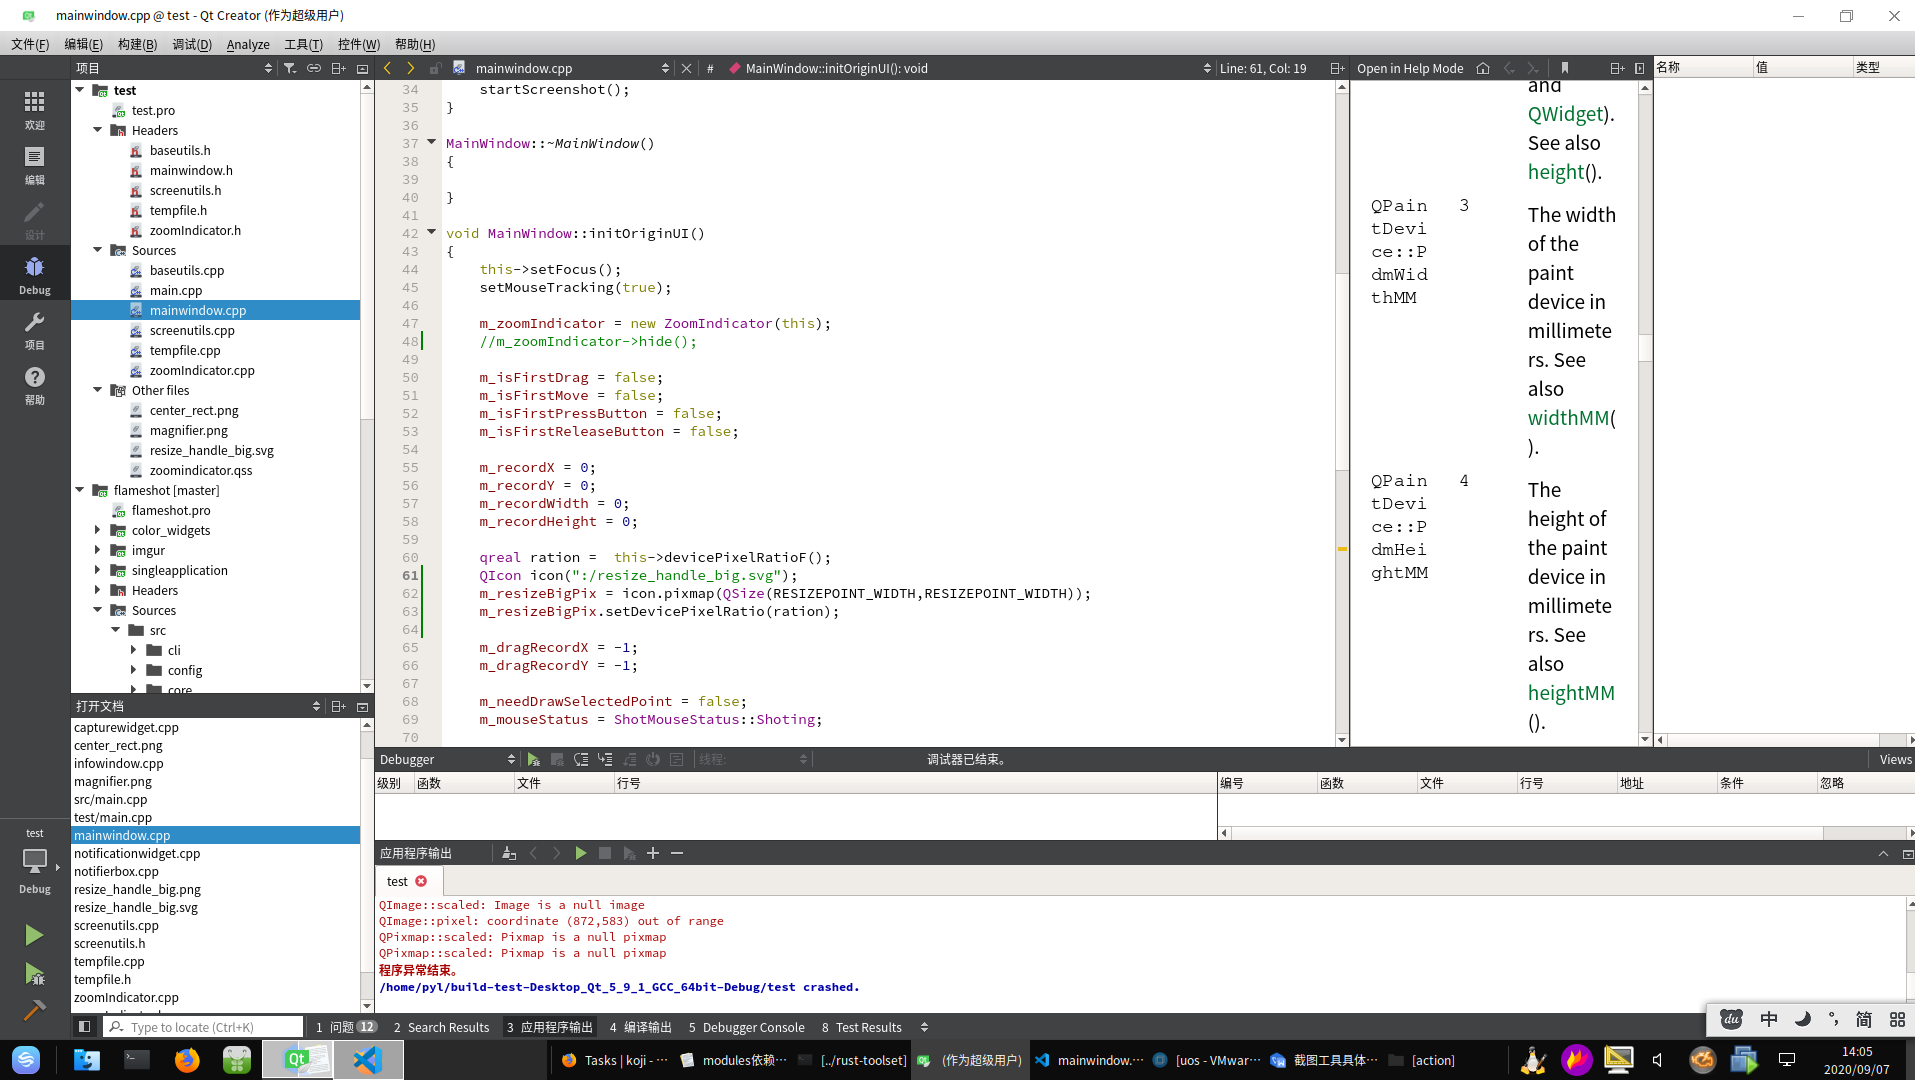 mainwindow.cpp @ test - Qt Creator (作为超级用户)
文件(F) 编辑(E) 构建(B) 调试(D) Analyze 工具(T) 控件(W) 帮助(H)
项目
mainwindow.cpp
# MainWindow::initOriginUI(): void
Line: 61, Col: 19
Open in Help Mode
名称 值 类型
欢迎
编辑
设计
Debug
项目
帮助
test
Debug
test
test.pro
Headers
baseutils.h
mainwindow.h
screenutils.h
tempfile.h
zoomIndicator.h
Sources
baseutils.cpp
main.cpp
mainwindow.cpp
screenutils.cpp
tempfile.cpp
zoomIndicator.cpp
Other files
center_rect.png
magnifier.png
resize_handle_big.svg
zoomindicator.qss
flameshot [master]
flameshot.pro
color_widgets
imgur
singleapplication
Headers
Sources
src
cli
config
core
打开文档
capturewidget.cpp
center_rect.png
infowindow.cpp
magnifier.png
src/main.cpp
test/main.cpp
mainwindow.cpp
notificationwidget.cpp
notifierbox.cpp
resize_handle_big.png
resize_handle_big.svg
screenutils.cpp
screenutils.h
tempfile.cpp
tempfile.h
zoomIndicator.cpp
34     startScreenshot();
35 }
36
37 MainWindow::~MainWindow()
38 {
39
40 }
41
42 void MainWindow::initOriginUI()
43 {
44     this->setFocus();
45     setMouseTracking(true);
46
47     m_zoomIndicator = new ZoomIndicator(this);
48     //m_zoomIndicator->hide();
49
50     m_isFirstDrag = false;
51     m_isFirstMove = false;
52     m_isFirstPressButton = false;
53     m_isFirstReleaseButton = false;
54
55     m_recordX = 0;
56     m_recordY = 0;
57     m_recordWidth = 0;
58     m_recordHeight = 0;
59
60     qreal ration =  this->devicePixelRatioF();
61     QIcon icon(":/resize_handle_big.svg");
62     m_resizeBigPix = icon.pixmap(QSize(RESIZEPOINT_WIDTH,RESIZEPOINT_WIDTH));
63     m_resizeBigPix.setDevicePixelRatio(ration);
64
65     m_dragRecordX = -1;
66     m_dragRecordY = -1;
67
68     m_needDrawSelectedPoint = false;
69     m_mouseStatus = ShotMouseStatus::Shoting;
70
and
QWidget).
See also
height().
QPain 3 The width
tDevi of the
ce::P paint
dmWid device in
thMM millimete
rs. See
also
widthMM(
).
QPain 4 The
tDevi height of
ce::P the paint
dmHei device in
ghtMM millimete
rs. See
also
heightMM
().
Debugger
线程:
调试器已结束。
Views
级别 函数 文件 行号
编号 函数 文件 行号 地址 条件 忽略
应用程序输出
test
QImage::scaled: Image is a null image
QImage::pixel: coordinate (872,583) out of range
QPixmap::scaled: Pixmap is a null pixmap
QPixmap::scaled: Pixmap is a null pixmap
程序异常结束。
/home/pyl/build-test-Desktop_Qt_5_9_1_GCC_64bit-Debug/test crashed.
Type to locate (Ctrl+K)
1 问题 12 2 Search Results 3 应用程序输出 4 编译输出 5 Debugger Console 8 Test Results
du 中 °, 简
Qt
Tasks | koji - ··· modules依赖··· [../rust-toolset] (作为超级用户) mainwindow.··· [uos - VMwar··· 截图工具具体··· [action]
14:05
2020/09/07